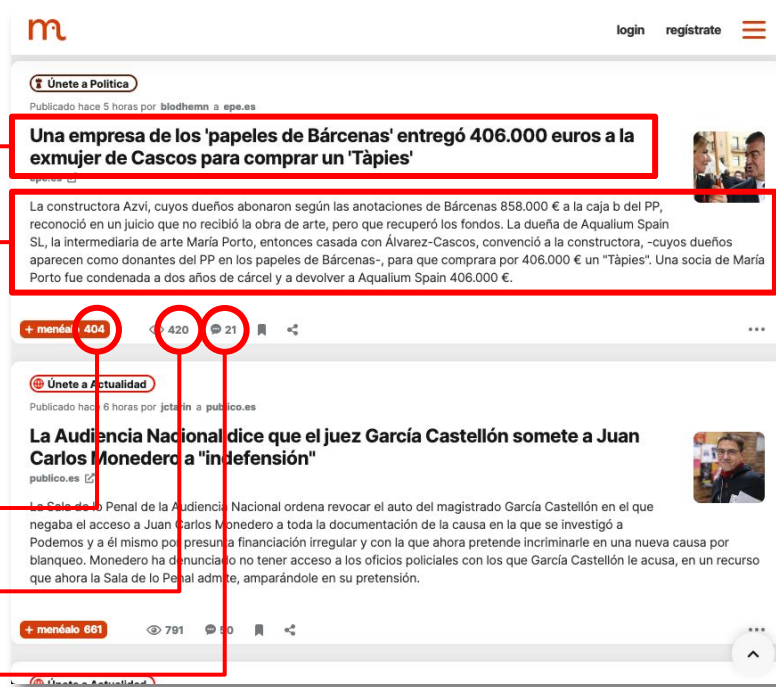 m
login regístrate
Únete a Politica
Publicado hace 5 horas por blodhemn a epe.es
Una empresa de los 'papeles de Bárcenas' entregó 406.000 euros a la
exmujer de Cascos para comprar un 'Tàpies'
epe.es
La constructora Azvi, cuyos dueños abonaron según las anotaciones de Bárcenas 858.000 € a la caja b del PP,
reconoció en un juicio que no recibió la obra de arte, pero que recuperó los fondos. La dueña de Aqualium Spain
SL, la intermediaria de arte María Porto, entonces casada con Álvarez-Cascos, convenció a la constructora, -cuyos dueños
aparecen como donantes del PP en los papeles de Bárcenas-, para que comprara por 406.000 € un "Tàpies". Una socia de María
Porto fue condenada a dos años de cárcel y a devolver a Aqualium Spain 406.000 €.
+ menéalo 404 420 21
Únete a Actualidad
Publicado hace 6 horas por jctarin a publico.es
La Audiencia Nacional dice que el juez García Castellón somete a Juan
Carlos Monedero a "indefensión"
publico.es
La Sala de lo Penal de la Audiencia Nacional ordena revocar el auto del magistrado García Castellón en el que
negaba el acceso a Juan Carlos Monedero a toda la documentación de la causa en la que se investigó a
Podemos y a él mismo por presunta financiación irregular y con la que ahora pretende incriminarle en una nueva causa por
blanqueo. Monedero ha denunciado no tener acceso a los oficios policiales con los que García Castellón le acusa, en un recurso
que ahora la Sala de lo Penal admite, amparándole en su pretensión.
+ menéalo 661 791
Únete a Actualidad